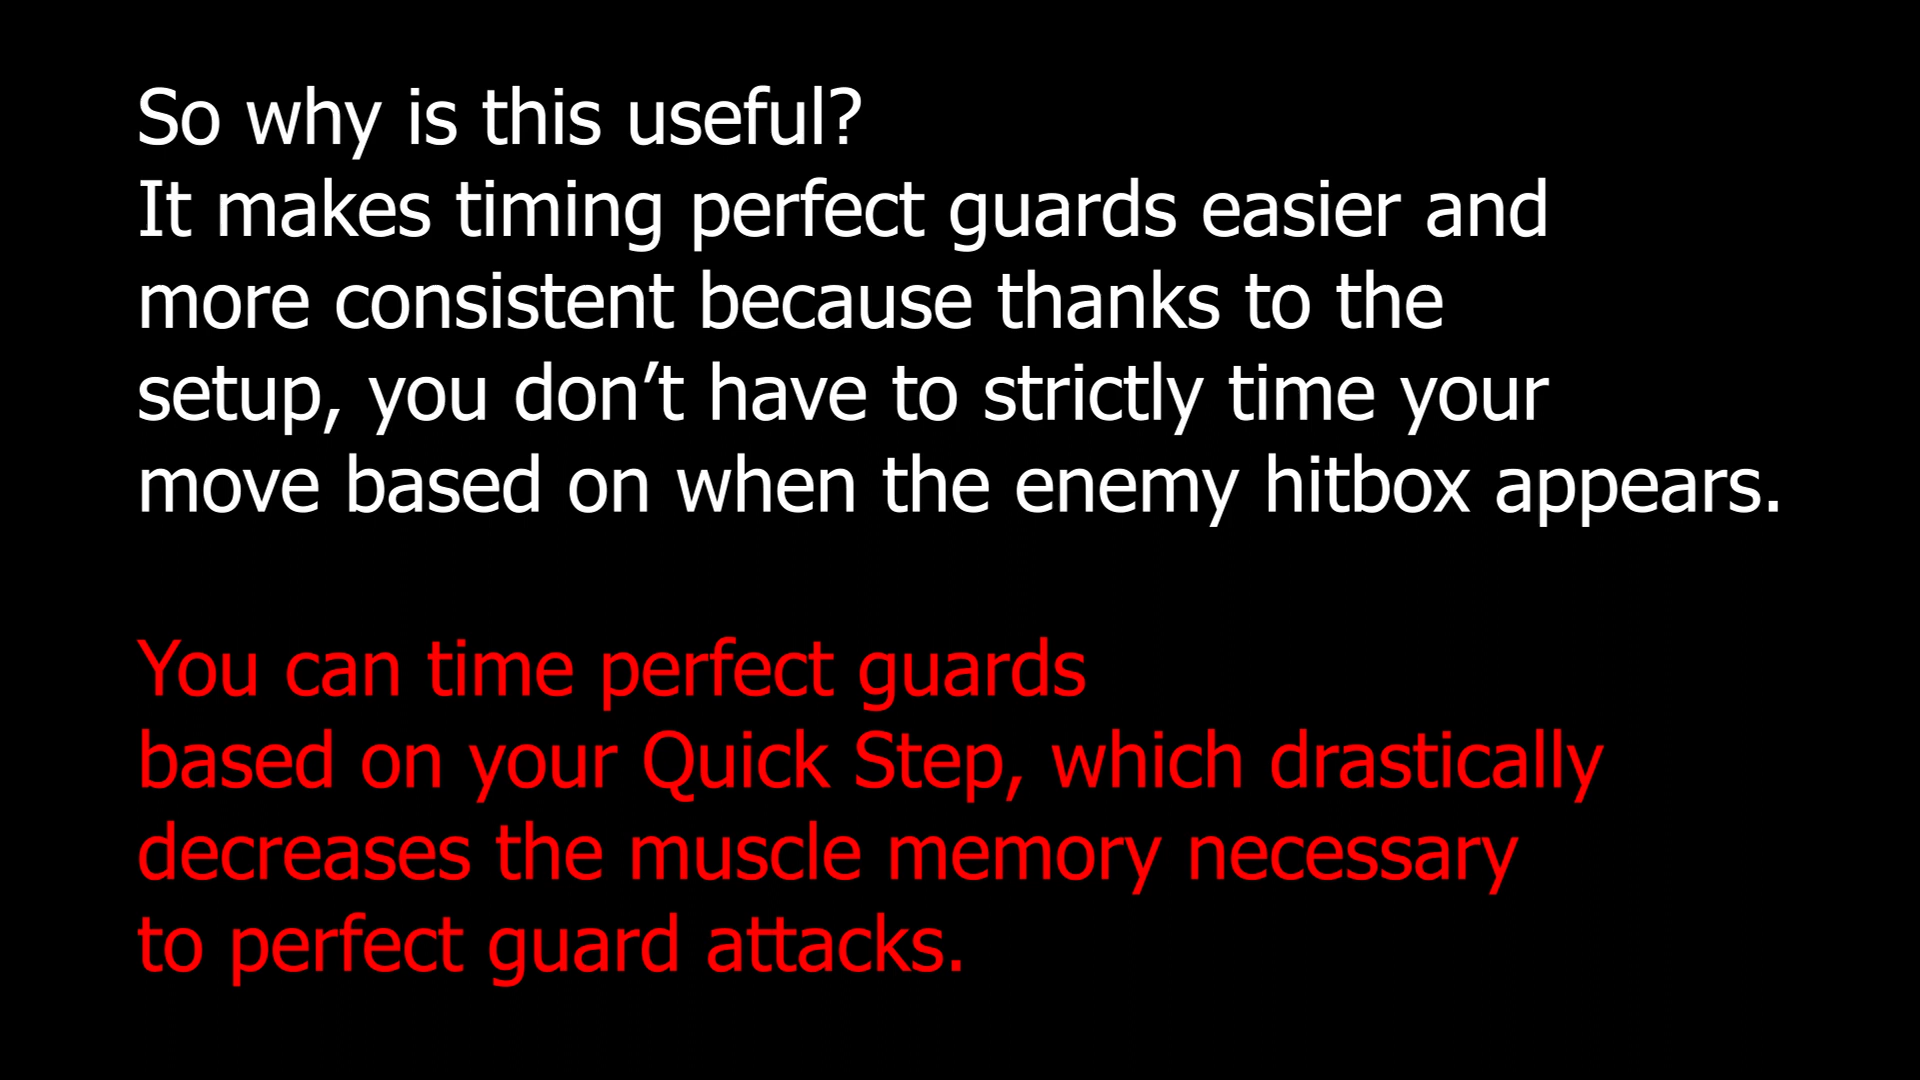 So why is this useful?
It makes timing perfect guards easier and
more consistent because thanks to the
setup, you don’t have to strictly time your
move based on when the enemy hitbox appears.
You can time perfect guards
based on your Quick Step, which drastically
decreases the muscle memory necessary
to perfect guard attacks.